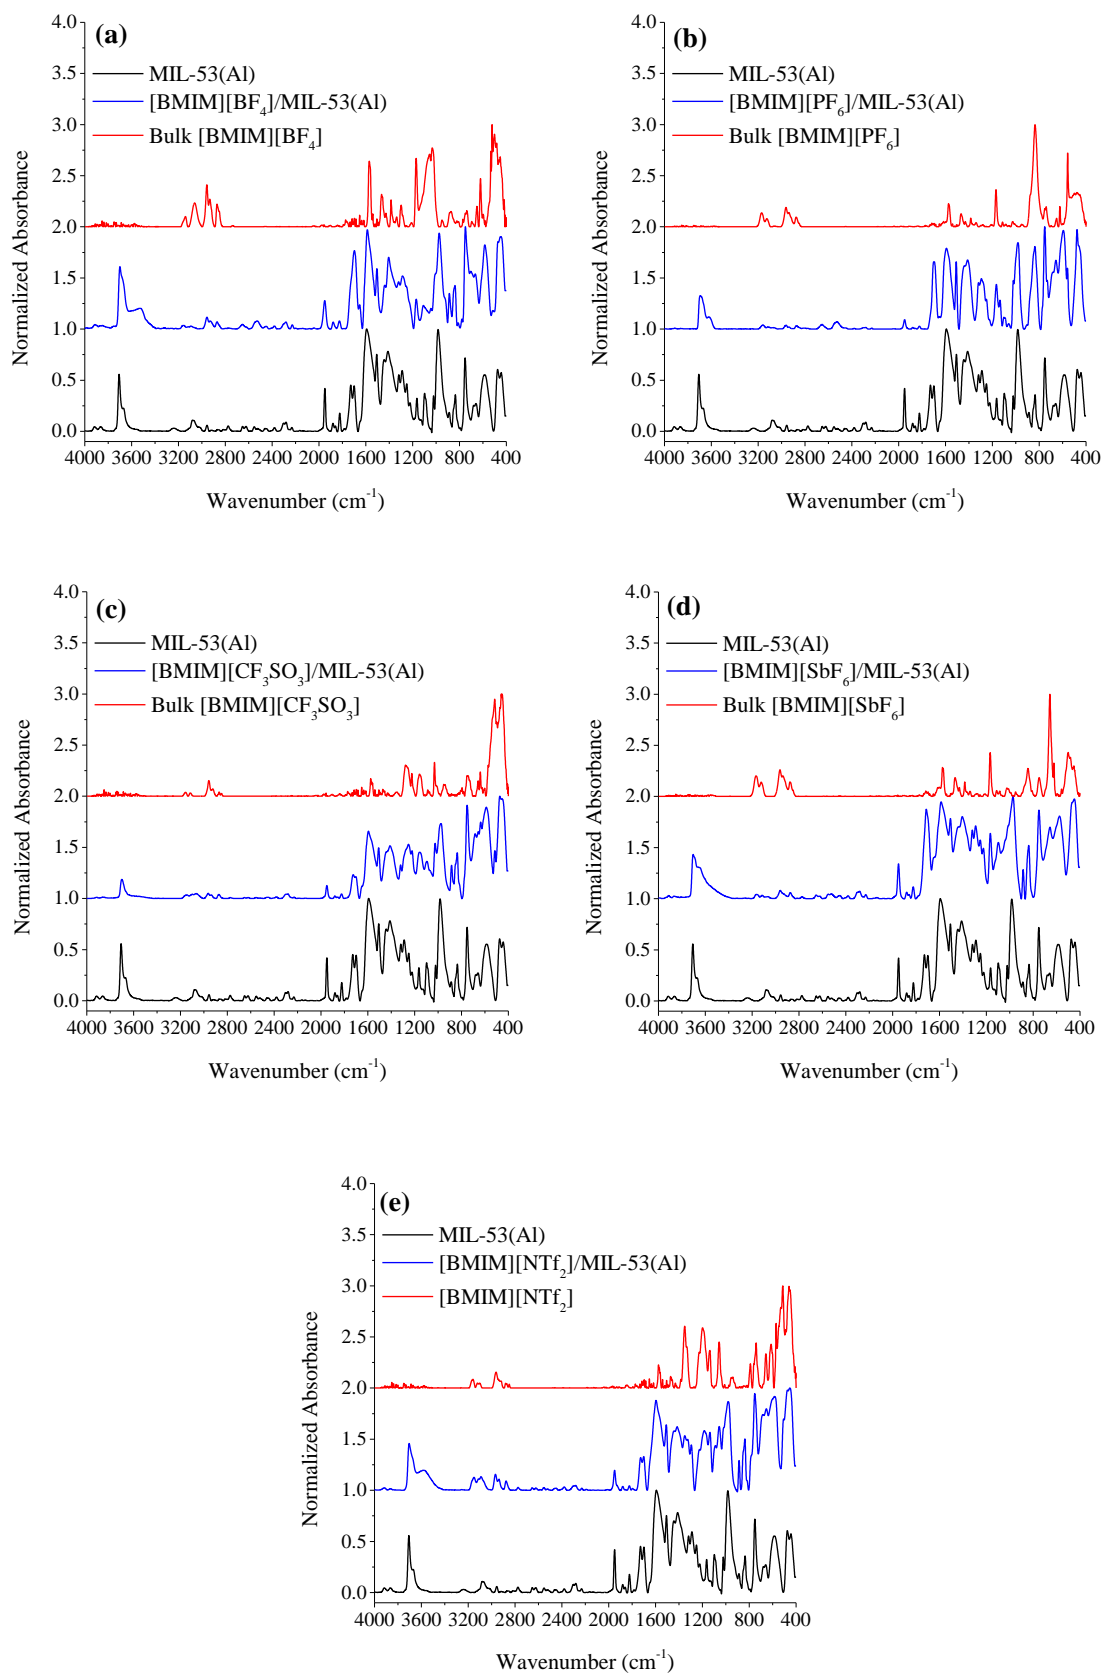 (a)
MIL-53(Al)
[BMIM][BF4]/MIL-53(Al)
Bulk [BMIM][BF4]
Normalized Absorbance
4.0
3.5
3.0
2.5
2.0
1.5
1.0
0.5
0.0
4000 3600 3200 2800 2400 2000 1600 1200 800 400
Wavenumber (cm-1)
(b)
MIL-53(Al)
[BMIM][PF6]/MIL-53(Al)
Bulk [BMIM][PF6]
Normalized Absorbance
4.0
3.5
3.0
2.5
2.0
1.5
1.0
0.5
0.0
4000 3600 3200 2800 2400 2000 1600 1200 800 400
Wavenumber (cm-1)
(c)
MIL-53(Al)
[BMIM][CF3SO3]/MIL-53(Al)
Bulk [BMIM][CF3SO3]
Normalized Absorbance
4.0
3.5
3.0
2.5
2.0
1.5
1.0
0.5
0.0
4000 3600 3200 2800 2400 2000 1600 1200 800 400
Wavenumber (cm-1)
(d)
MIL-53(Al)
[BMIM][SbF6]/MIL-53(Al)
Bulk [BMIM][SbF6]
Normalized Absorbance
4.0
3.5
3.0
2.5
2.0
1.5
1.0
0.5
0.0
4000 3600 3200 2800 2400 2000 1600 1200 800 400
Wavenumber (cm-1)
(e)
MIL-53(Al)
[BMIM][NTf2]/MIL-53(Al)
[BMIM][NTf2]
Normalized Absorbance
4.0
3.5
3.0
2.5
2.0
1.5
1.0
0.5
0.0
4000 3600 3200 2800 2400 2000 1600 1200 800 400
Wavenumber (cm-1)